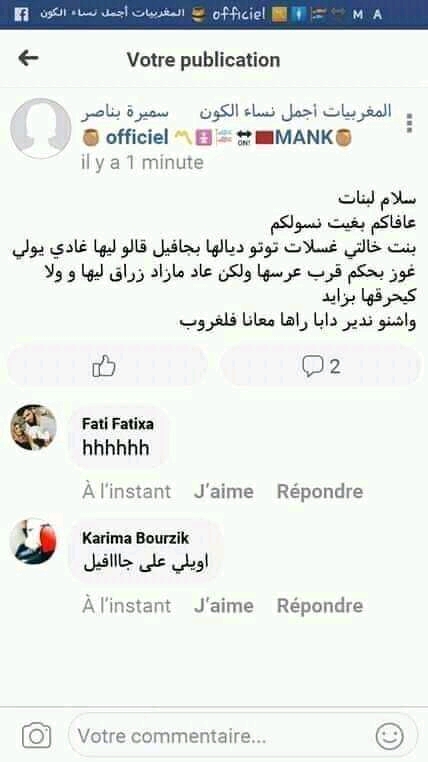 المغربيات أجمل نساء الكون officiel M A
Votre publication
المغربيات أجمل نساء الكون سميرة بناصر
officiel ON! MANK
il y a 1 minute
سلام لبنات
عافاكم بغيت نسولكم
بنت خالتي غسلات توتو ديالها بجافيل قالو ليها غادي يولي
غوز بحكم قرب عرسها ولكن عاد مازاد زراق ليها و ولا
كيحرقها بزايد
واشنو ندير دابا راها معانا فلغروب
2
Fati Fatixa
hhhhhh
À l'instant J'aime Répondre
Karima Bourzik
اويلي على جااافيل
À l'instant J'aime Répondre
Votre commentaire...